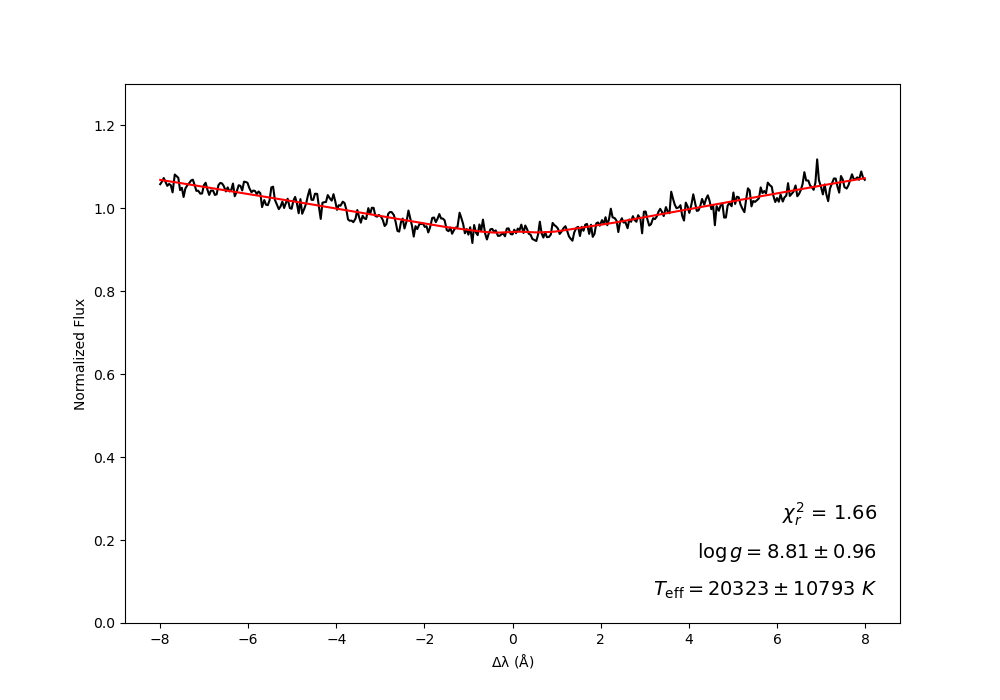 1.2
1.0
0.8
0.6
0.4
0.2
0.0
Normalized Flux
χ²ᵣ = 1.66
log g = 8.81 ± 0.96
T_eff = 20323 ± 10793 K
−8 −6 −4 −2 0 2 4 6 8
Δλ (Å)